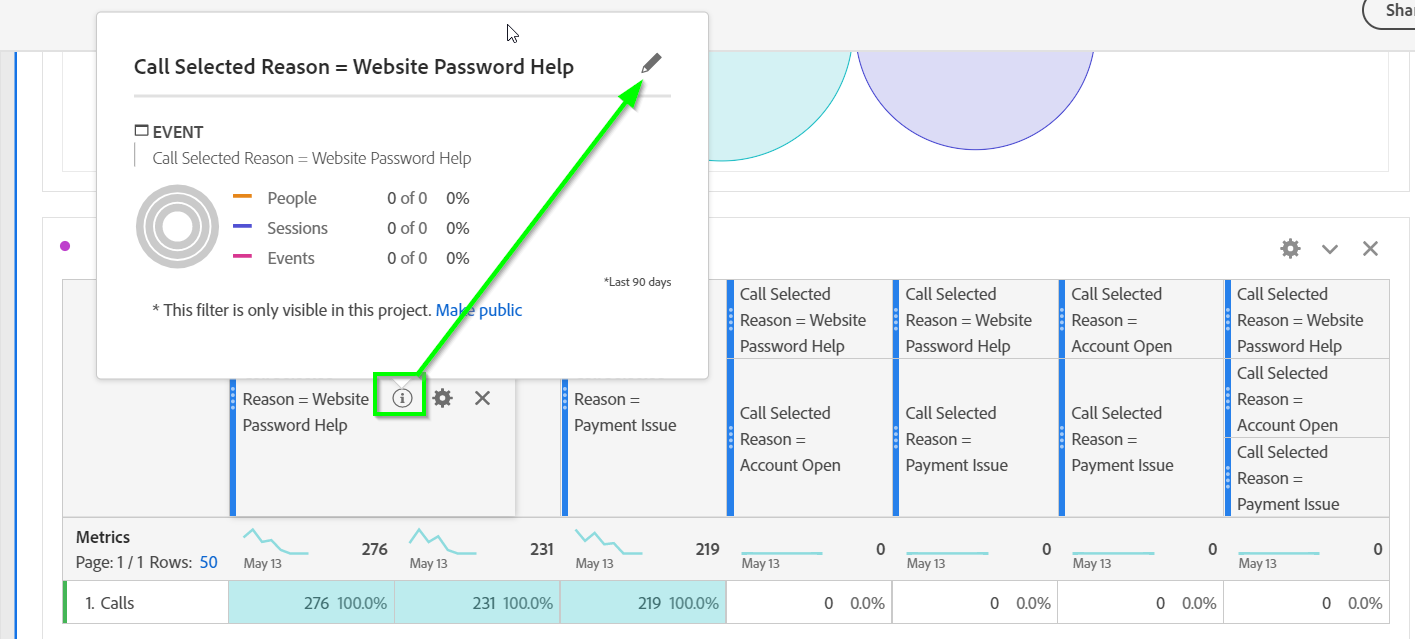 Shar
Call Selected Reason = Website Password Help
EVENT
Call Selected Reason = Website Password Help
People 0 of 0 0%
Sessions 0 of 0 0%
Events 0 of 0 0%
*Last 90 days
* This filter is only visible in this project. Make public
Reason = Website
Password Help
Reason =
Payment Issue
Call Selected
Reason = Website
Password Help
Call Selected
Reason =
Account Open
Call Selected
Reason = Website
Password Help
Call Selected
Reason =
Payment Issue
Call Selected
Reason =
Account Open
Call Selected
Reason =
Payment Issue
Call Selected
Reason = Website
Password Help
Call Selected
Reason =
Account Open
Call Selected
Reason =
Payment Issue
Metrics
Page: 1 / 1 Rows: 50
276
May 13
231
May 13
219
May 13
0
May 13
0
May 13
0
May 13
0
May 13
1. Calls 276 100.0% 231 100.0% 219 100.0% 0 0.0% 0 0.0% 0 0.0% 0 0.0%